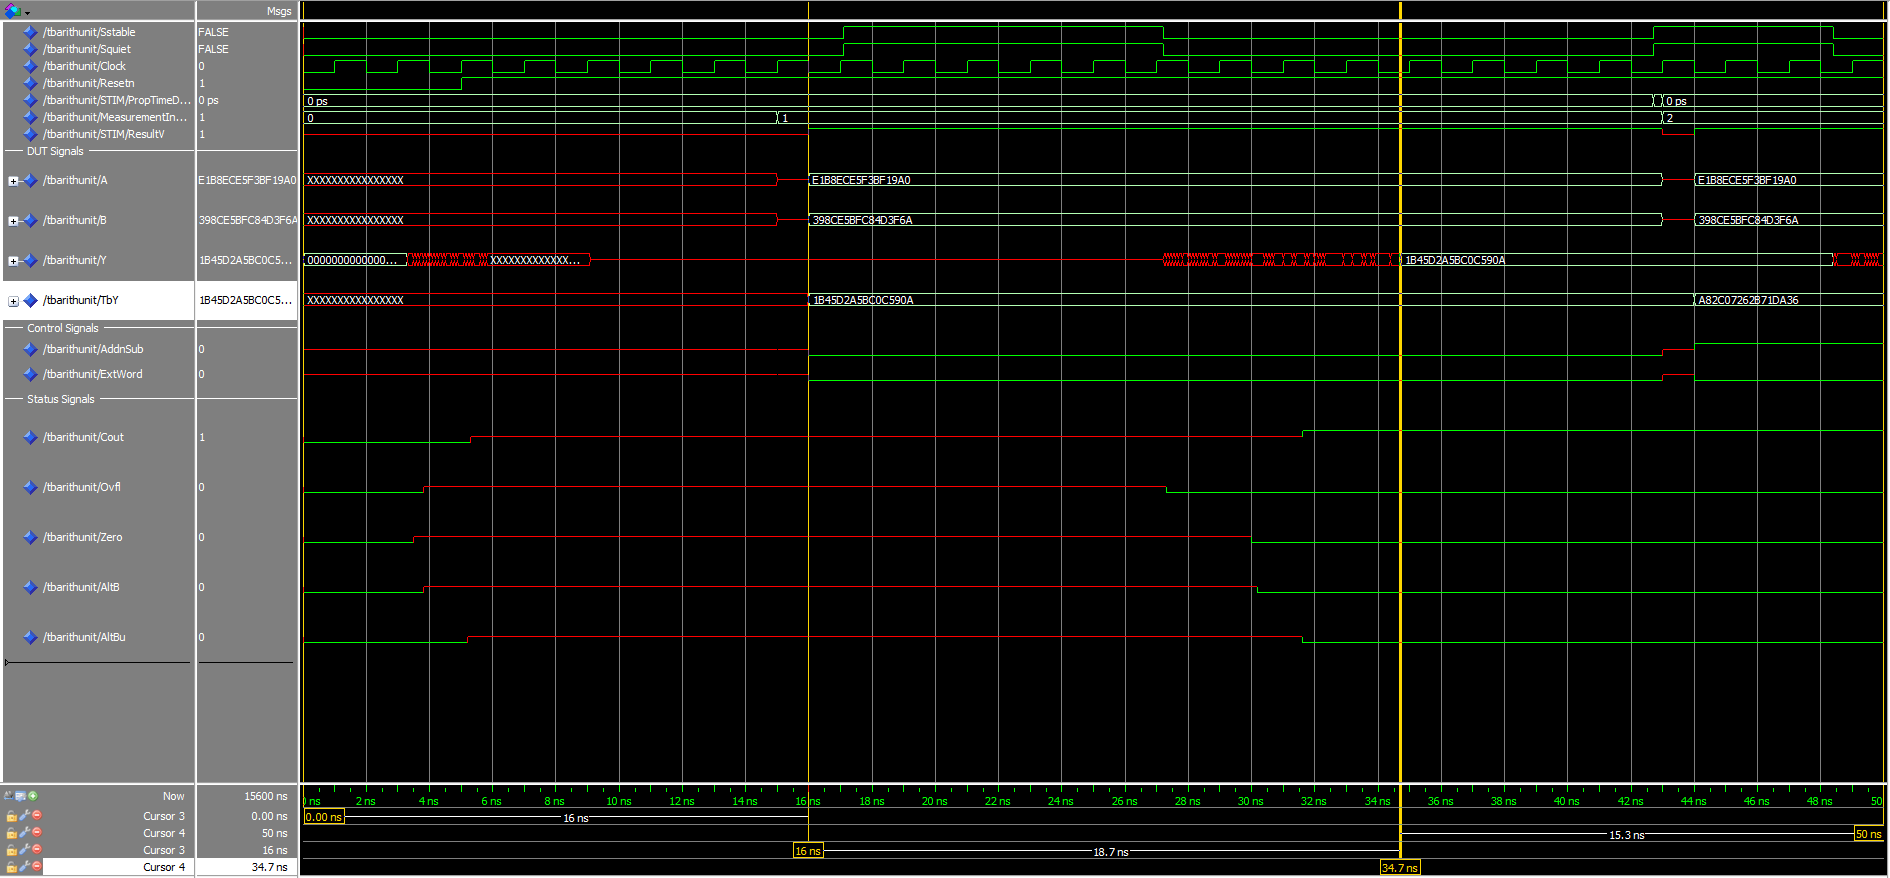 Msgs
/tbarithunit/Sstable FALSE
/tbarithunit/Squiet FALSE
/tbarithunit/Clock 0
/tbarithunit/Resetn 1
/tbarithunit/STIM/PropTimeD... 0 ps 0 ps 0 ps
/tbarithunit/MeasurementIn... 1 0 1 2
/tbarithunit/STIM/ResultV 1
DUT Signals
/tbarithunit/A E1B8ECE5F3BF19A0 XXXXXXXXXXXXXXXX E1B8ECE5F3BF19A0 E1B8ECE5F3BF19A0
/tbarithunit/B 398CE5BFC84D3F6A XXXXXXXXXXXXXXXX 398CE5BFC84D3F6A 398CE5BFC84D3F6A
/tbarithunit/Y 1B45D2A5BC0C5... 0000000000000... XXXXXXXXXXXXX... 1B45D2A5BC0C590A
/tbarithunit/TbY 1B45D2A5BC0C5... XXXXXXXXXXXXXXXX 1B45D2A5BC0C590A A82C07262B71DA36
Control Signals
/tbarithunit/AddnSub 0
/tbarithunit/ExtWord 0
Status Signals
/tbarithunit/Cout 1
/tbarithunit/Ovfl 0
/tbarithunit/Zero 0
/tbarithunit/AltB 0
/tbarithunit/AltBu 0
Now 15600 ns ns 2 ns 4 ns 6 ns 8 ns 10 ns 12 ns 14 ns 16 ns 18 ns 20 ns 22 ns 24 ns 26 ns 28 ns 30 ns 32 ns 34 ns 36 ns 38 ns 40 ns 42 ns 44 ns 46 ns 48 ns 50
Cursor 3 0.00 ns 0.00 ns 16 ns
Cursor 4 50 ns 15.3 ns 50 ns
Cursor 3 16 ns 16 ns 18.7 ns
Cursor 4 34.7 ns 34.7 ns